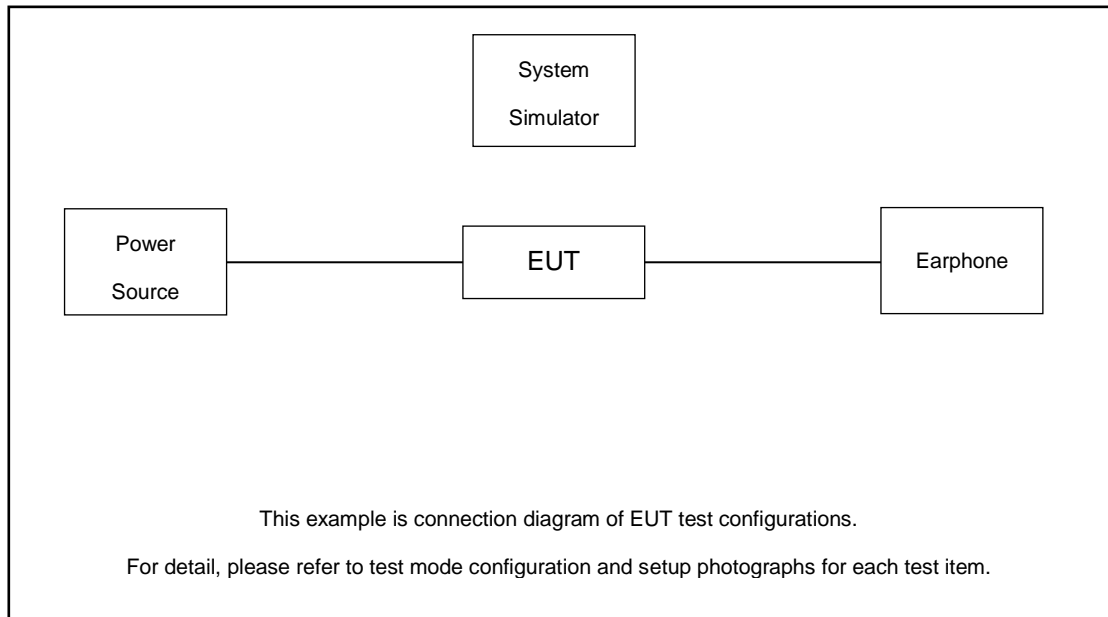 System
Simulator
Power
Source
EUT
Earphone
This example is connection diagram of EUT test configurations.
For detail, please refer to test mode configuration and setup photographs for each test item.